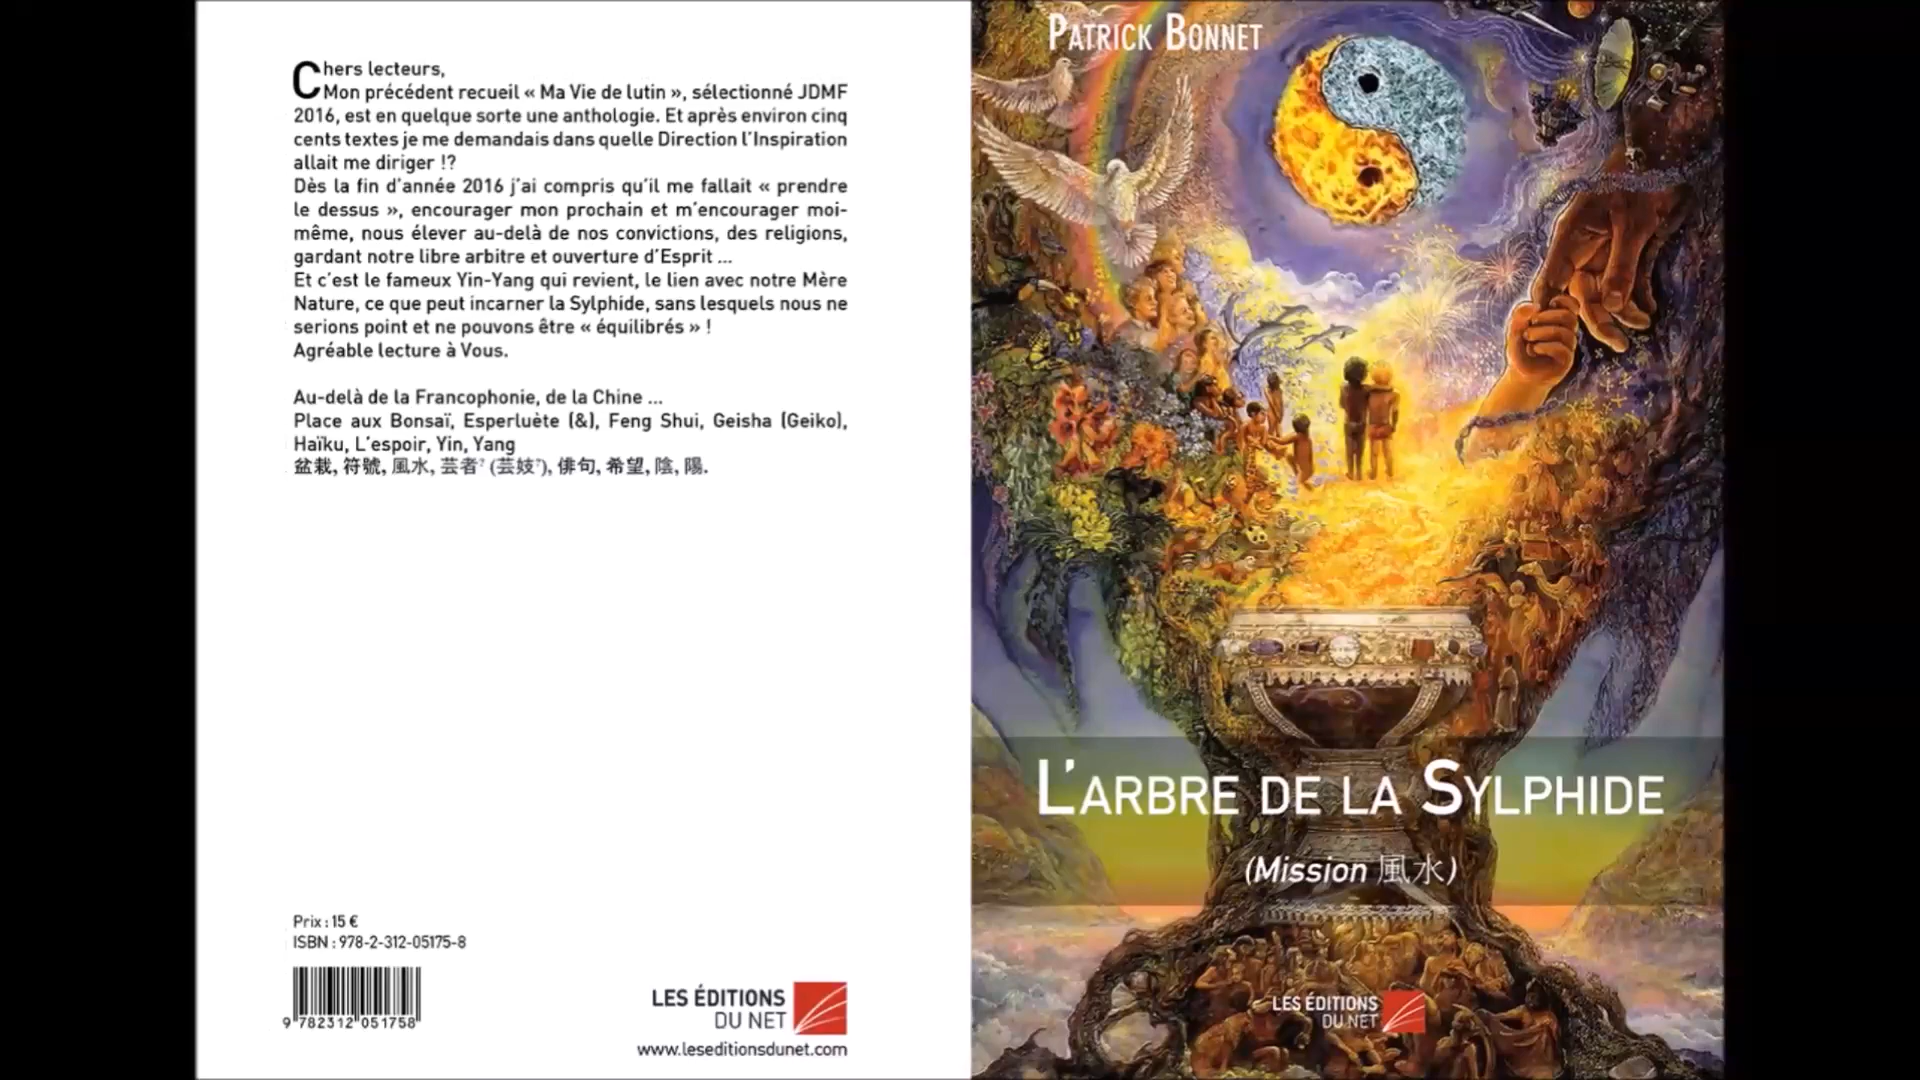 Chers lecteurs,
Mon précédent recueil « Ma Vie de lutin », sélectionné JDMF
2016, est en quelque sorte une anthologie. Et après environ cinq
cents textes je me demandais dans quelle Direction l'Inspiration
allait me diriger !?
Dès la fin d'année 2016 j'ai compris qu'il me fallait « prendre
le dessus », encourager mon prochain et m'encourager moi-
même, nous élever au-delà de nos convictions, des religions,
gardant notre libre arbitre et ouverture d'Esprit ...
Et c'est le fameux Yin-Yang qui revient, le lien avec notre Mère
Nature, ce que peut incarner la Sylphide, sans lesquels nous ne
serions point et ne pouvons être « équilibrés » !
Agréable lecture à Vous.
Au-delà de la Francophonie, de la Chine ...
Place aux Bonsaï, Esperluète (&), Feng Shui, Geisha (Geiko),
Haïku, L'espoir, Yin, Yang
盆栽, 符號, 風水, 芸者? (芸妓?), 俳句, 希望, 陰, 陽.
Prix : 15 €
ISBN : 978-2-312-05175-8
9 782312 051758
LES ÉDITIONS
DU NET
www.leseditionsdunet.com
PATRICK BONNET
L'ARBRE DE LA SYLPHIDE
(Mission 風水)
LES ÉDITIONS
DU NET